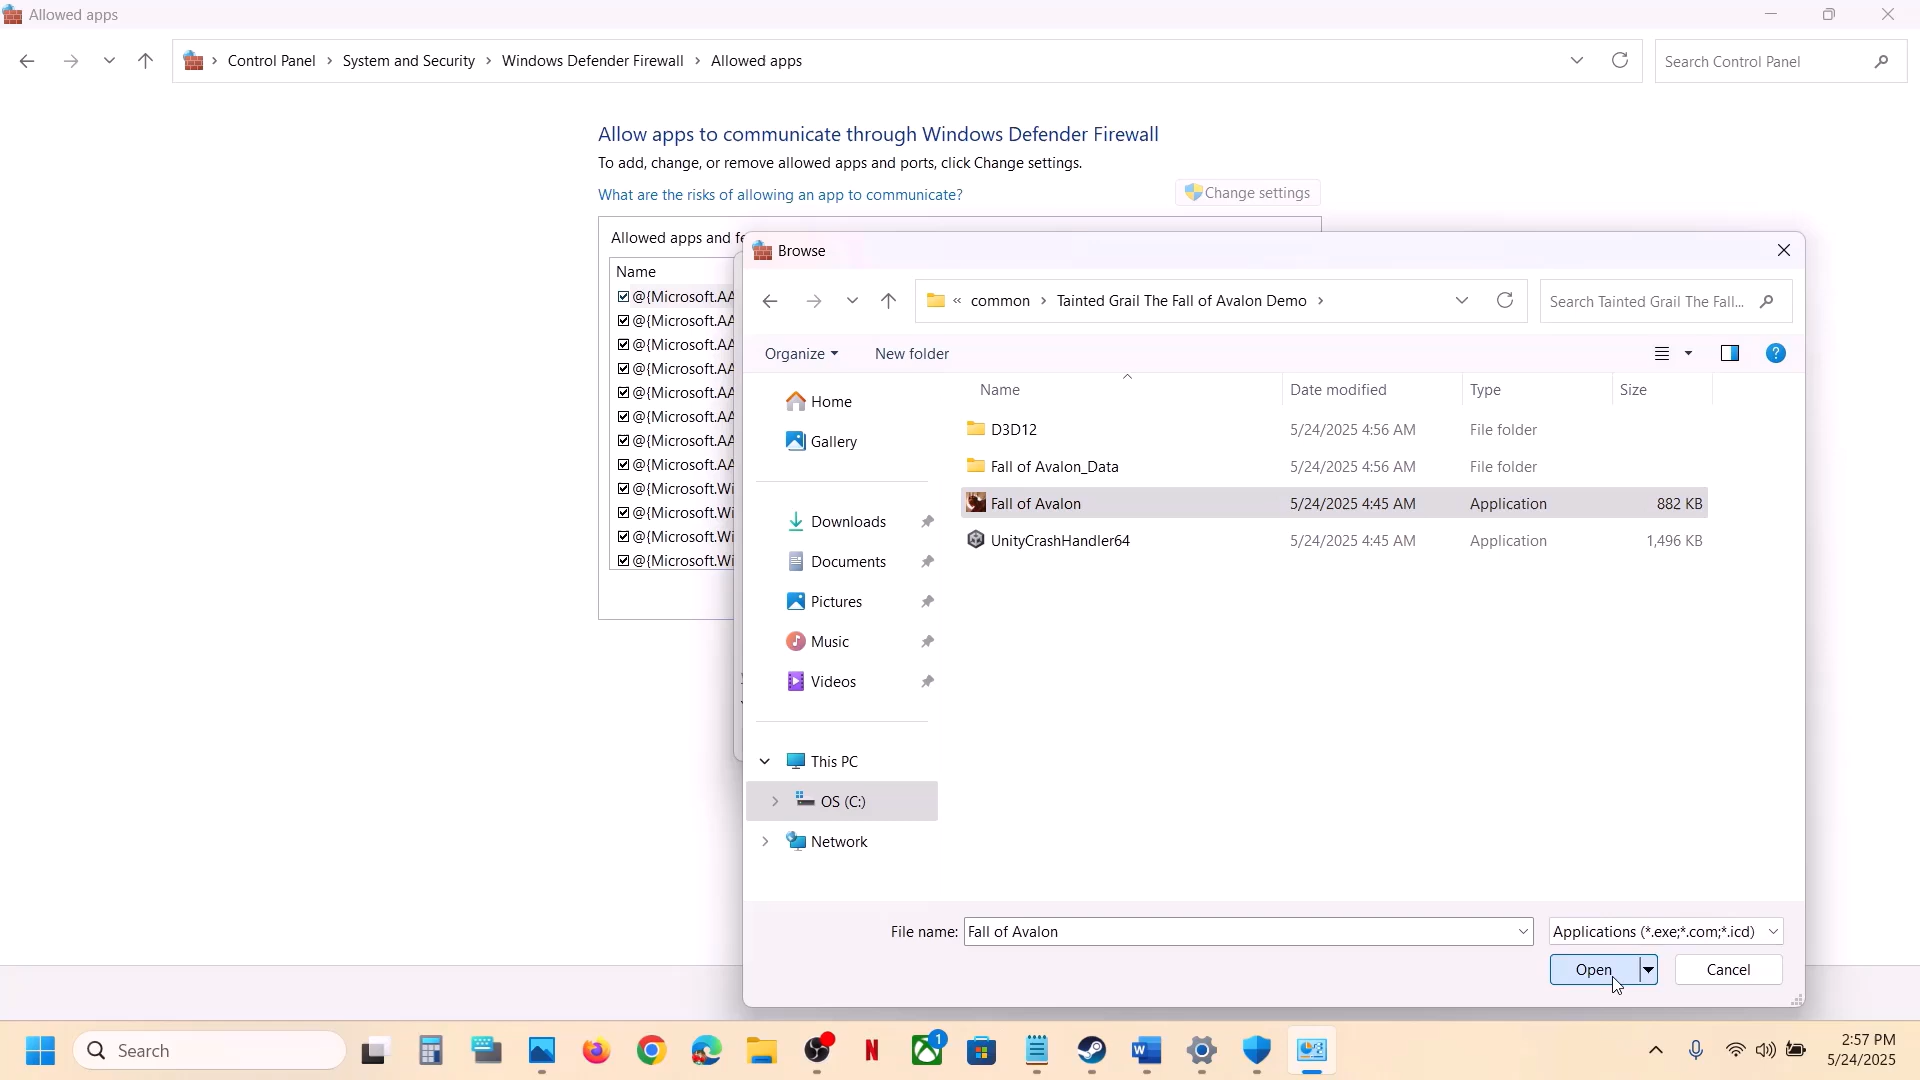 Allowed apps
Control Panel > System and Security > Windows Defender Firewall > Allowed apps
Search Control Panel
Allow apps to communicate through Windows Defender Firewall
To add, change, or remove allowed apps and ports, click Change settings.
What are the risks of allowing an app to communicate?
Change settings
Allowed apps and fe
Name
@{Microsoft.AA
@{Microsoft.AA
@{Microsoft.AA
@{Microsoft.AA
@{Microsoft.AA
@{Microsoft.AA
@{Microsoft.AA
@{Microsoft.AA
@{Microsoft.Wi
@{Microsoft.Wi
@{Microsoft.Wi
@{Microsoft.Wi
Browse
« common > Tainted Grail The Fall of Avalon Demo >
Search Tainted Grail The Fall...
Organize
New folder
Home
Gallery
Downloads
Documents
Pictures
Music
Videos
This PC
OS (C:)
Network
Name Date modified Type Size
D3D12 5/24/2025 4:56 AM File folder
Fall of Avalon_Data 5/24/2025 4:56 AM File folder
Fall of Avalon 5/24/2025 4:45 AM Application 882 KB
UnityCrashHandler64 5/24/2025 4:45 AM Application 1,496 KB
File name: Fall of Avalon
Applications (*.exe;*.com;*.icd)
Open
Cancel
Search
1
2:57 PM
5/24/2025